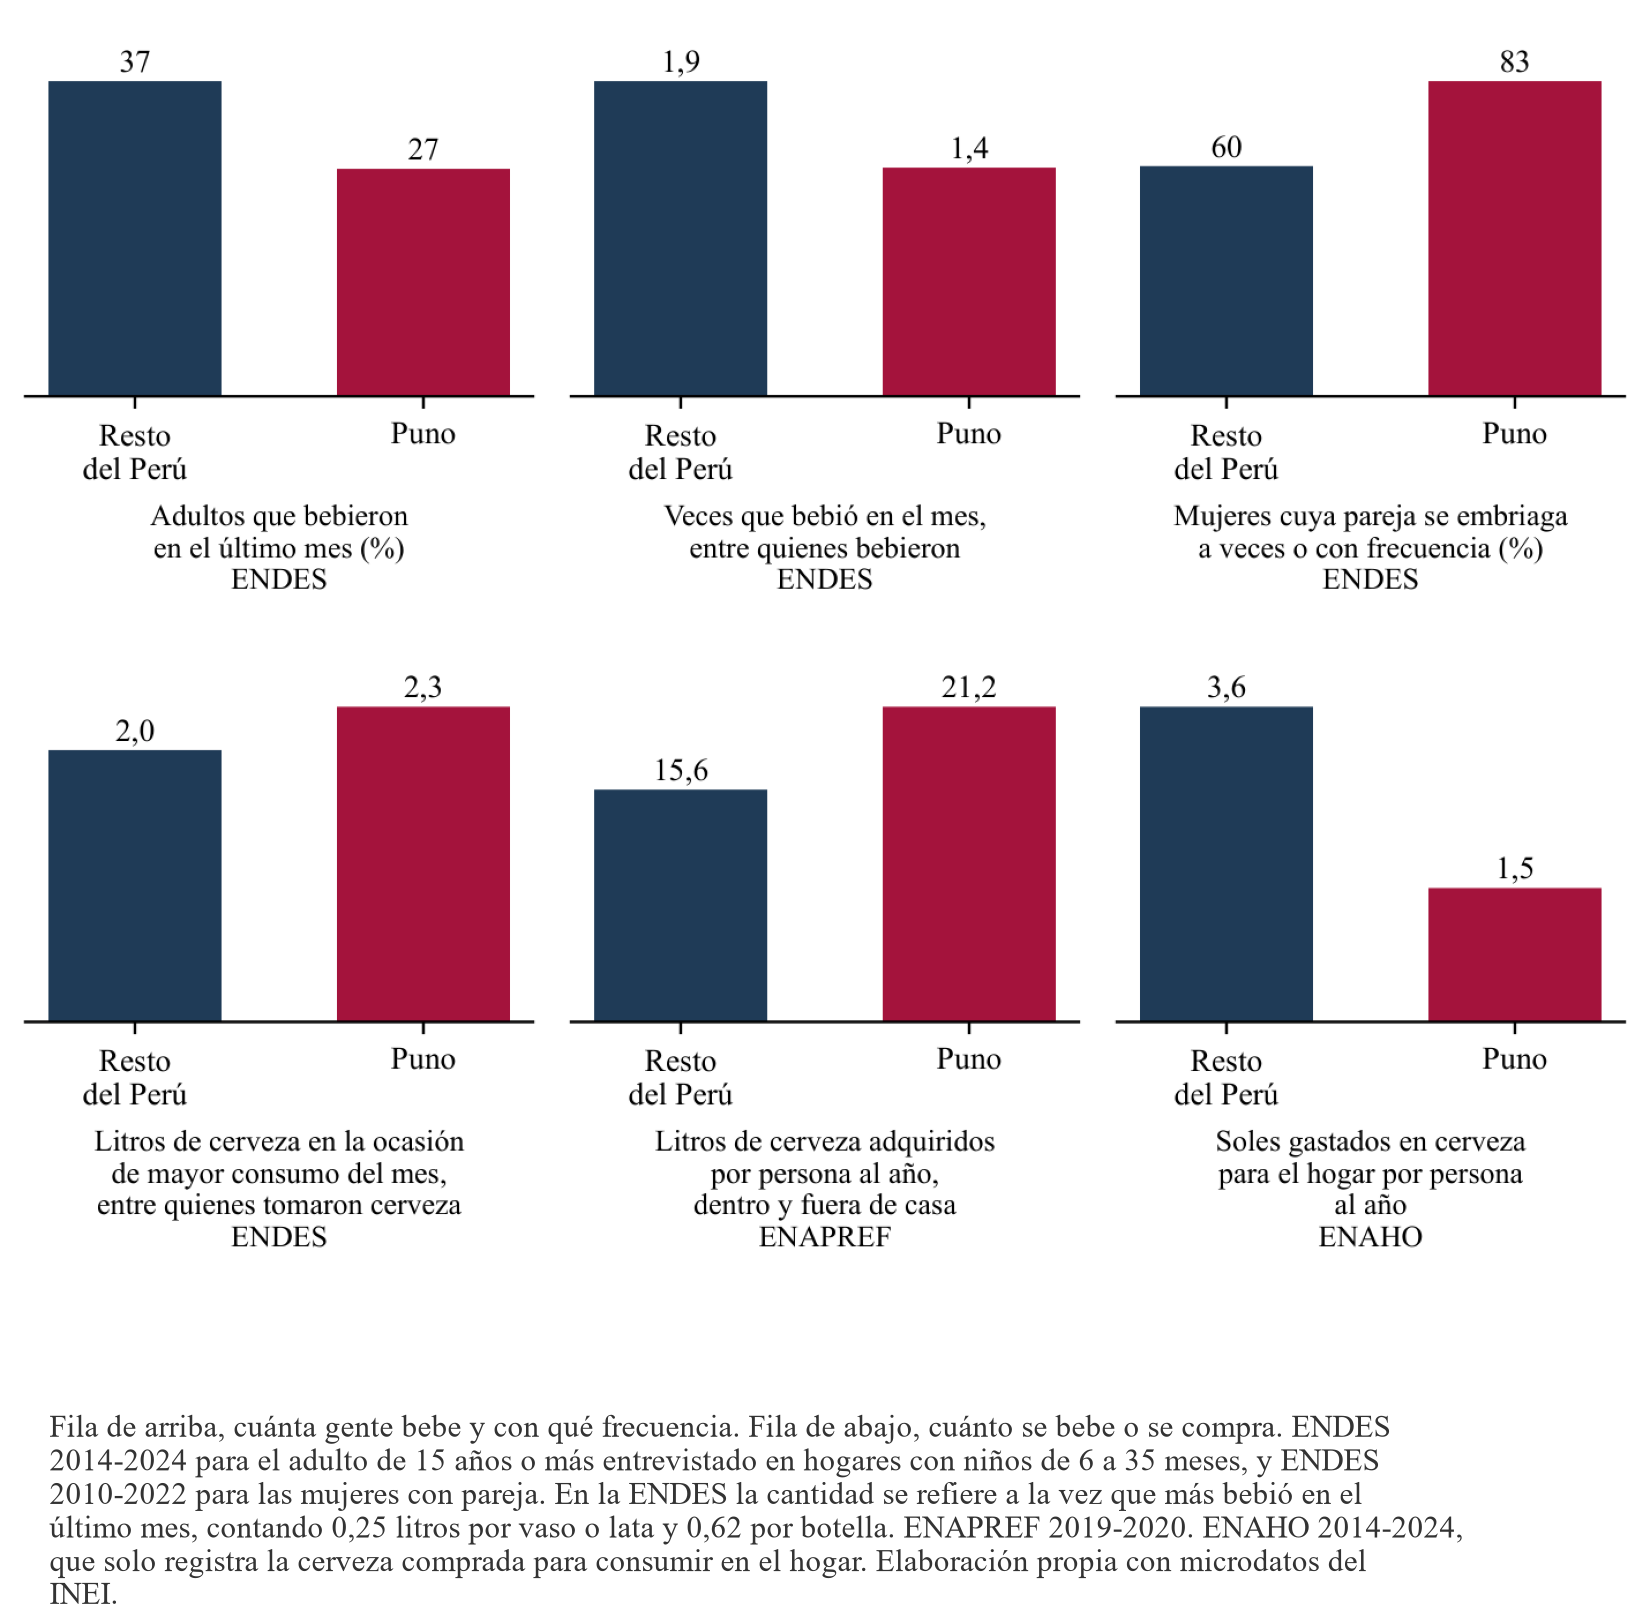 37
27
Resto
del Perú
Puno
Adultos que bebieron
en el último mes (%)
ENDES
1,9
1,4
Resto
del Perú
Puno
Veces que bebió en el mes,
entre quienes bebieron
ENDES
60
83
Resto
del Perú
Puno
Mujeres cuya pareja se embriaga
a veces o con frecuencia (%)
ENDES
2,0
2,3
Resto
del Perú
Puno
Litros de cerveza en la ocasión
de mayor consumo del mes,
entre quienes tomaron cerveza
ENDES
15,6
21,2
Resto
del Perú
Puno
Litros de cerveza adquiridos
por persona al año,
dentro y fuera de casa
ENAPREF
3,6
1,5
Resto
del Perú
Puno
Soles gastados en cerveza
para el hogar por persona
al año
ENAHO
Fila de arriba, cuánta gente bebe y con qué frecuencia. Fila de abajo, cuánto se bebe o se compra. ENDES
2014-2024 para el adulto de 15 años o más entrevistado en hogares con niños de 6 a 35 meses, y ENDES
2010-2022 para las mujeres con pareja. En la ENDES la cantidad se refiere a la vez que más bebió en el
último mes, contando 0,25 litros por vaso o lata y 0,62 por botella. ENAPREF 2019-2020. ENAHO 2014-2024,
que solo registra la cerveza comprada para consumir en el hogar. Elaboración propia con microdatos del
INEI.